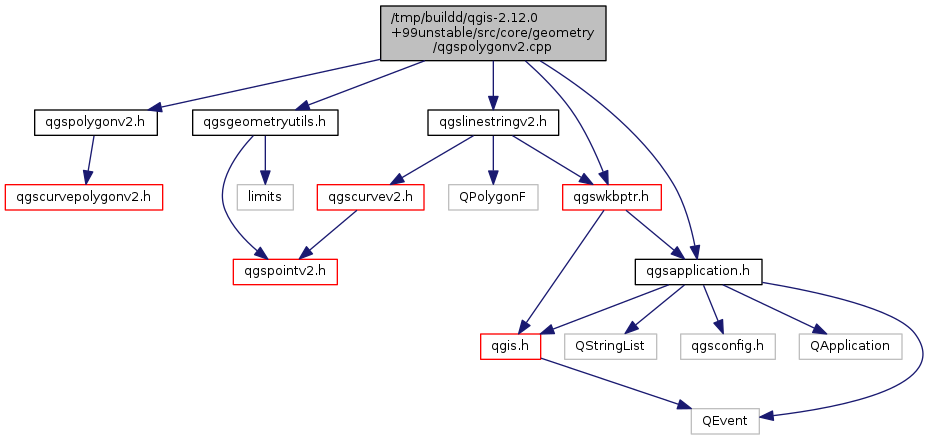 /tmp/buildd/qgis-2.12.0
+99unstable/src/core/geometry
/qgspolygonv2.cpp
qgspolygonv2.h
qgsgeometryutils.h
qgslinestringv2.h
qgscurvepolygonv2.h
limits
qgscurvev2.h
QPolygonF
qgswkbptr.h
qgspointv2.h
qgsapplication.h
qgis.h
QStringList
qgsconfig.h
QApplication
QEvent